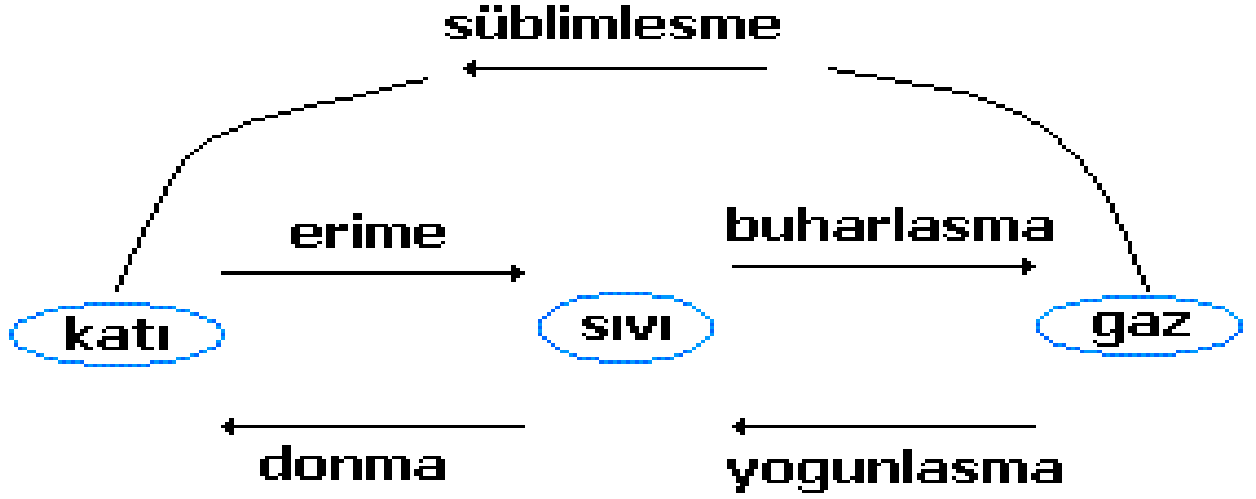 süblimlesme
erime
buharlasma
katı
sıvı
gaz
donma
yogunlasma